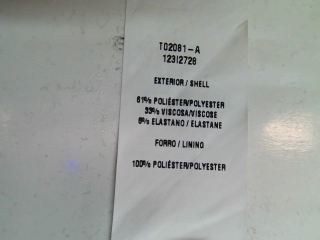 T02081-A
12312728
EXTERIOR / SHELL
61% POLIÉSTER/POLYESTER
33% VISCOSA/VISCOSE
6% ELASTANO / ELASTANE
FORRO / LINING
100% POLIÉSTER/POLYESTER